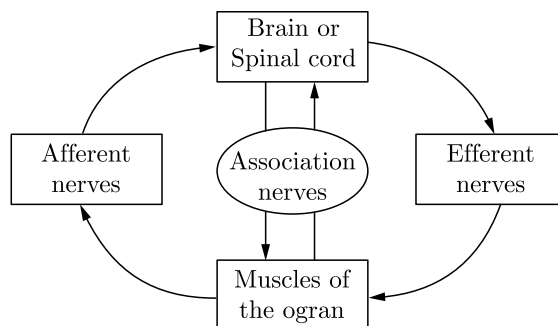 Brain or
Spinal cord
Afferent
nerves
Association
nerves
Efferent
nerves
Muscles of
the ogran